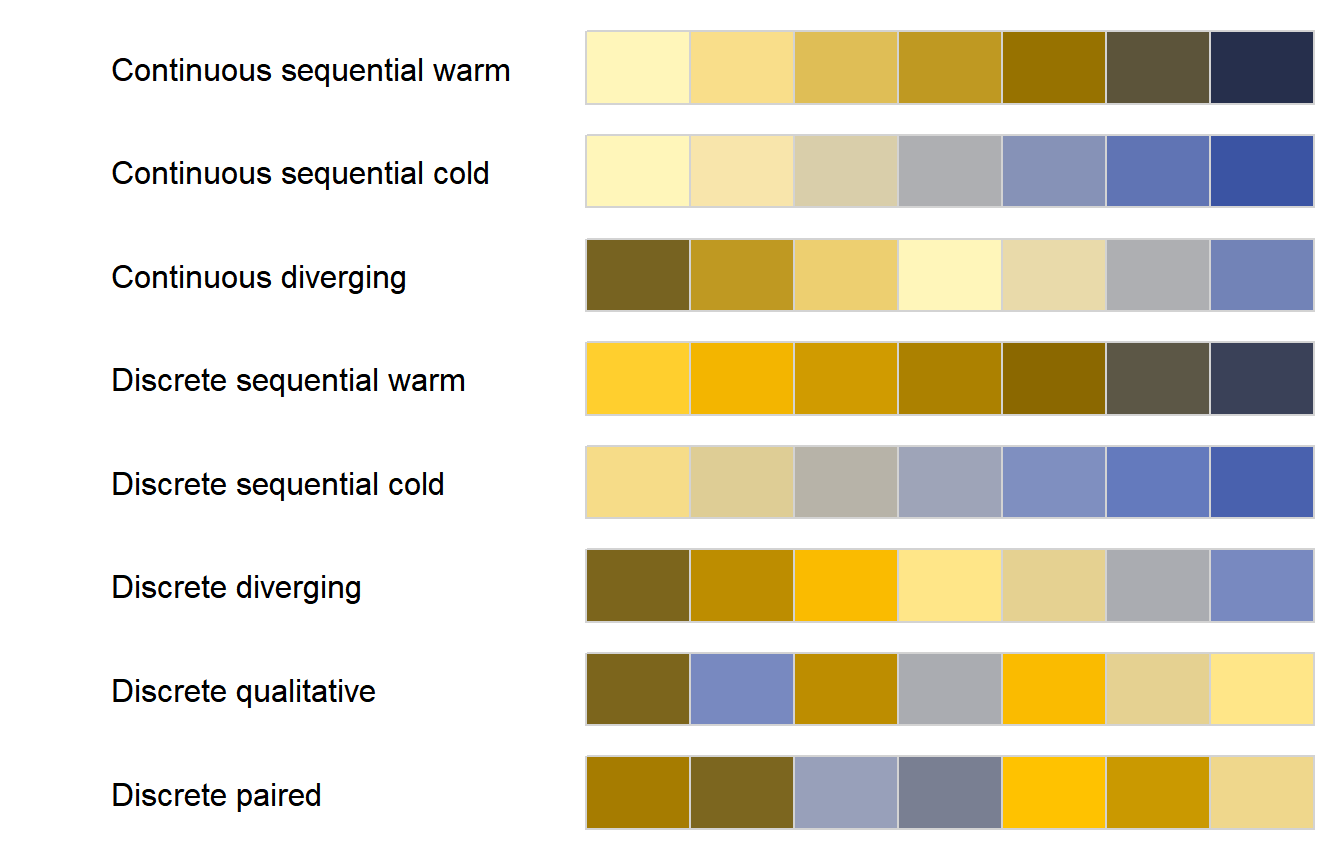 Continuous sequential warm
Continuous sequential cold
Continuous diverging
Discrete sequential warm
Discrete sequential cold
Discrete diverging
Discrete qualitative
Discrete paired